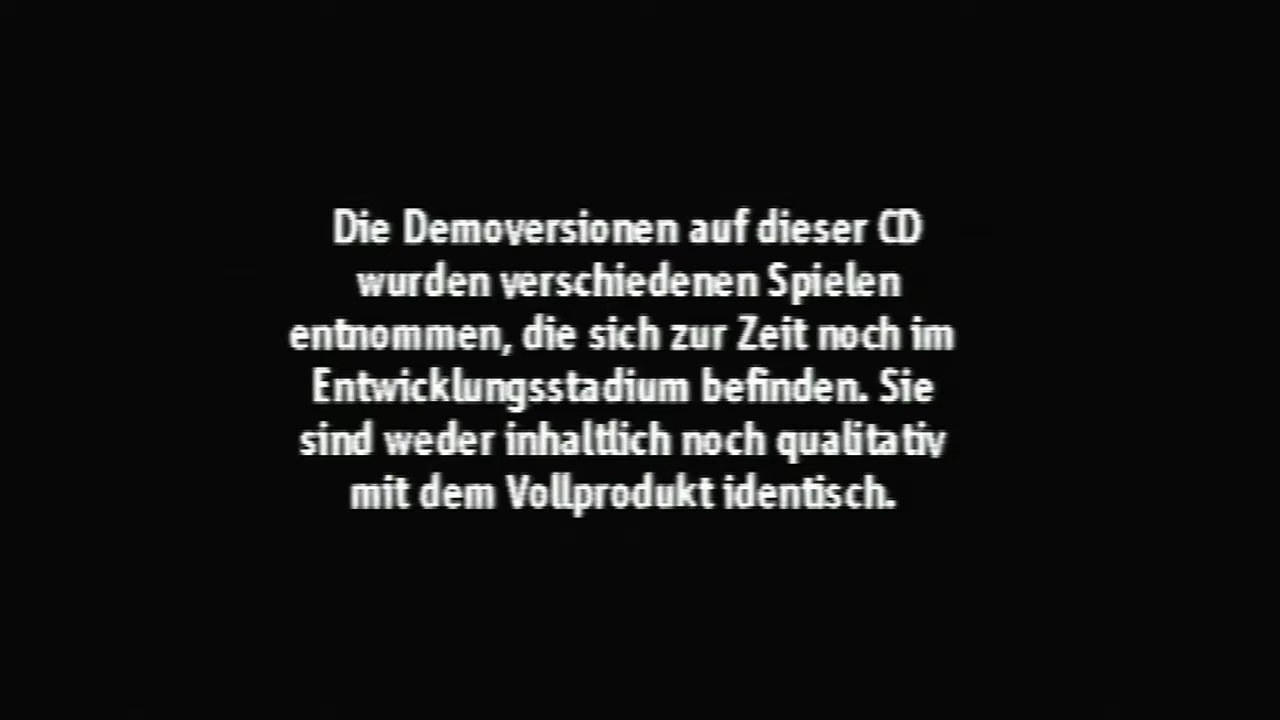 Die Demoversionen auf dieser CD
wurden verschiedenen Spielen
entnommen, die sich zur Zeit noch im
Entwicklungsstadium befinden. Sie
sind weder inhaltlich noch qualitativ
mit dem Vollprodukt identisch.